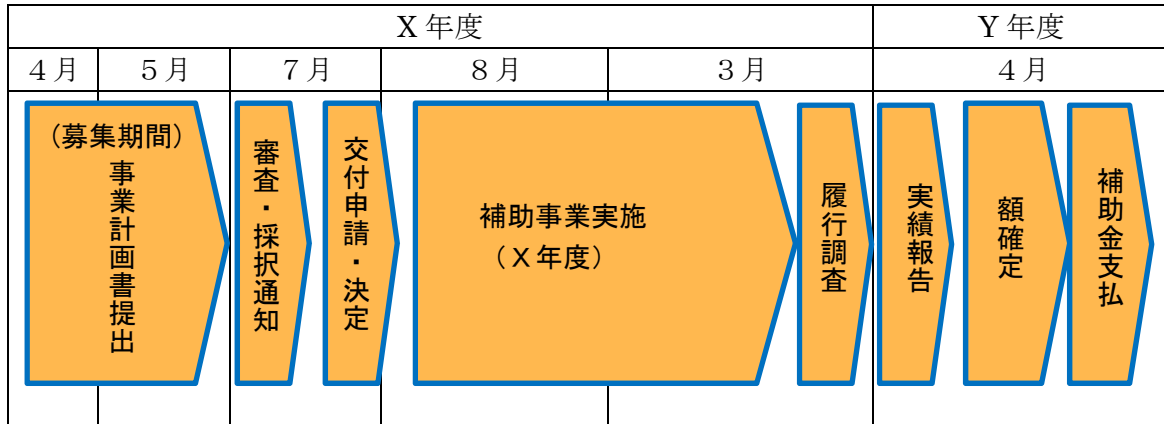 X 年度
Y 年度
４月
５月
７月
８月
３月
４月
（募集期間）
事業計画書提出
審査・採択通知
交付申請・決定
補助事業実施
（X年度）
履行調査
実績報告
額確定
補助金支払